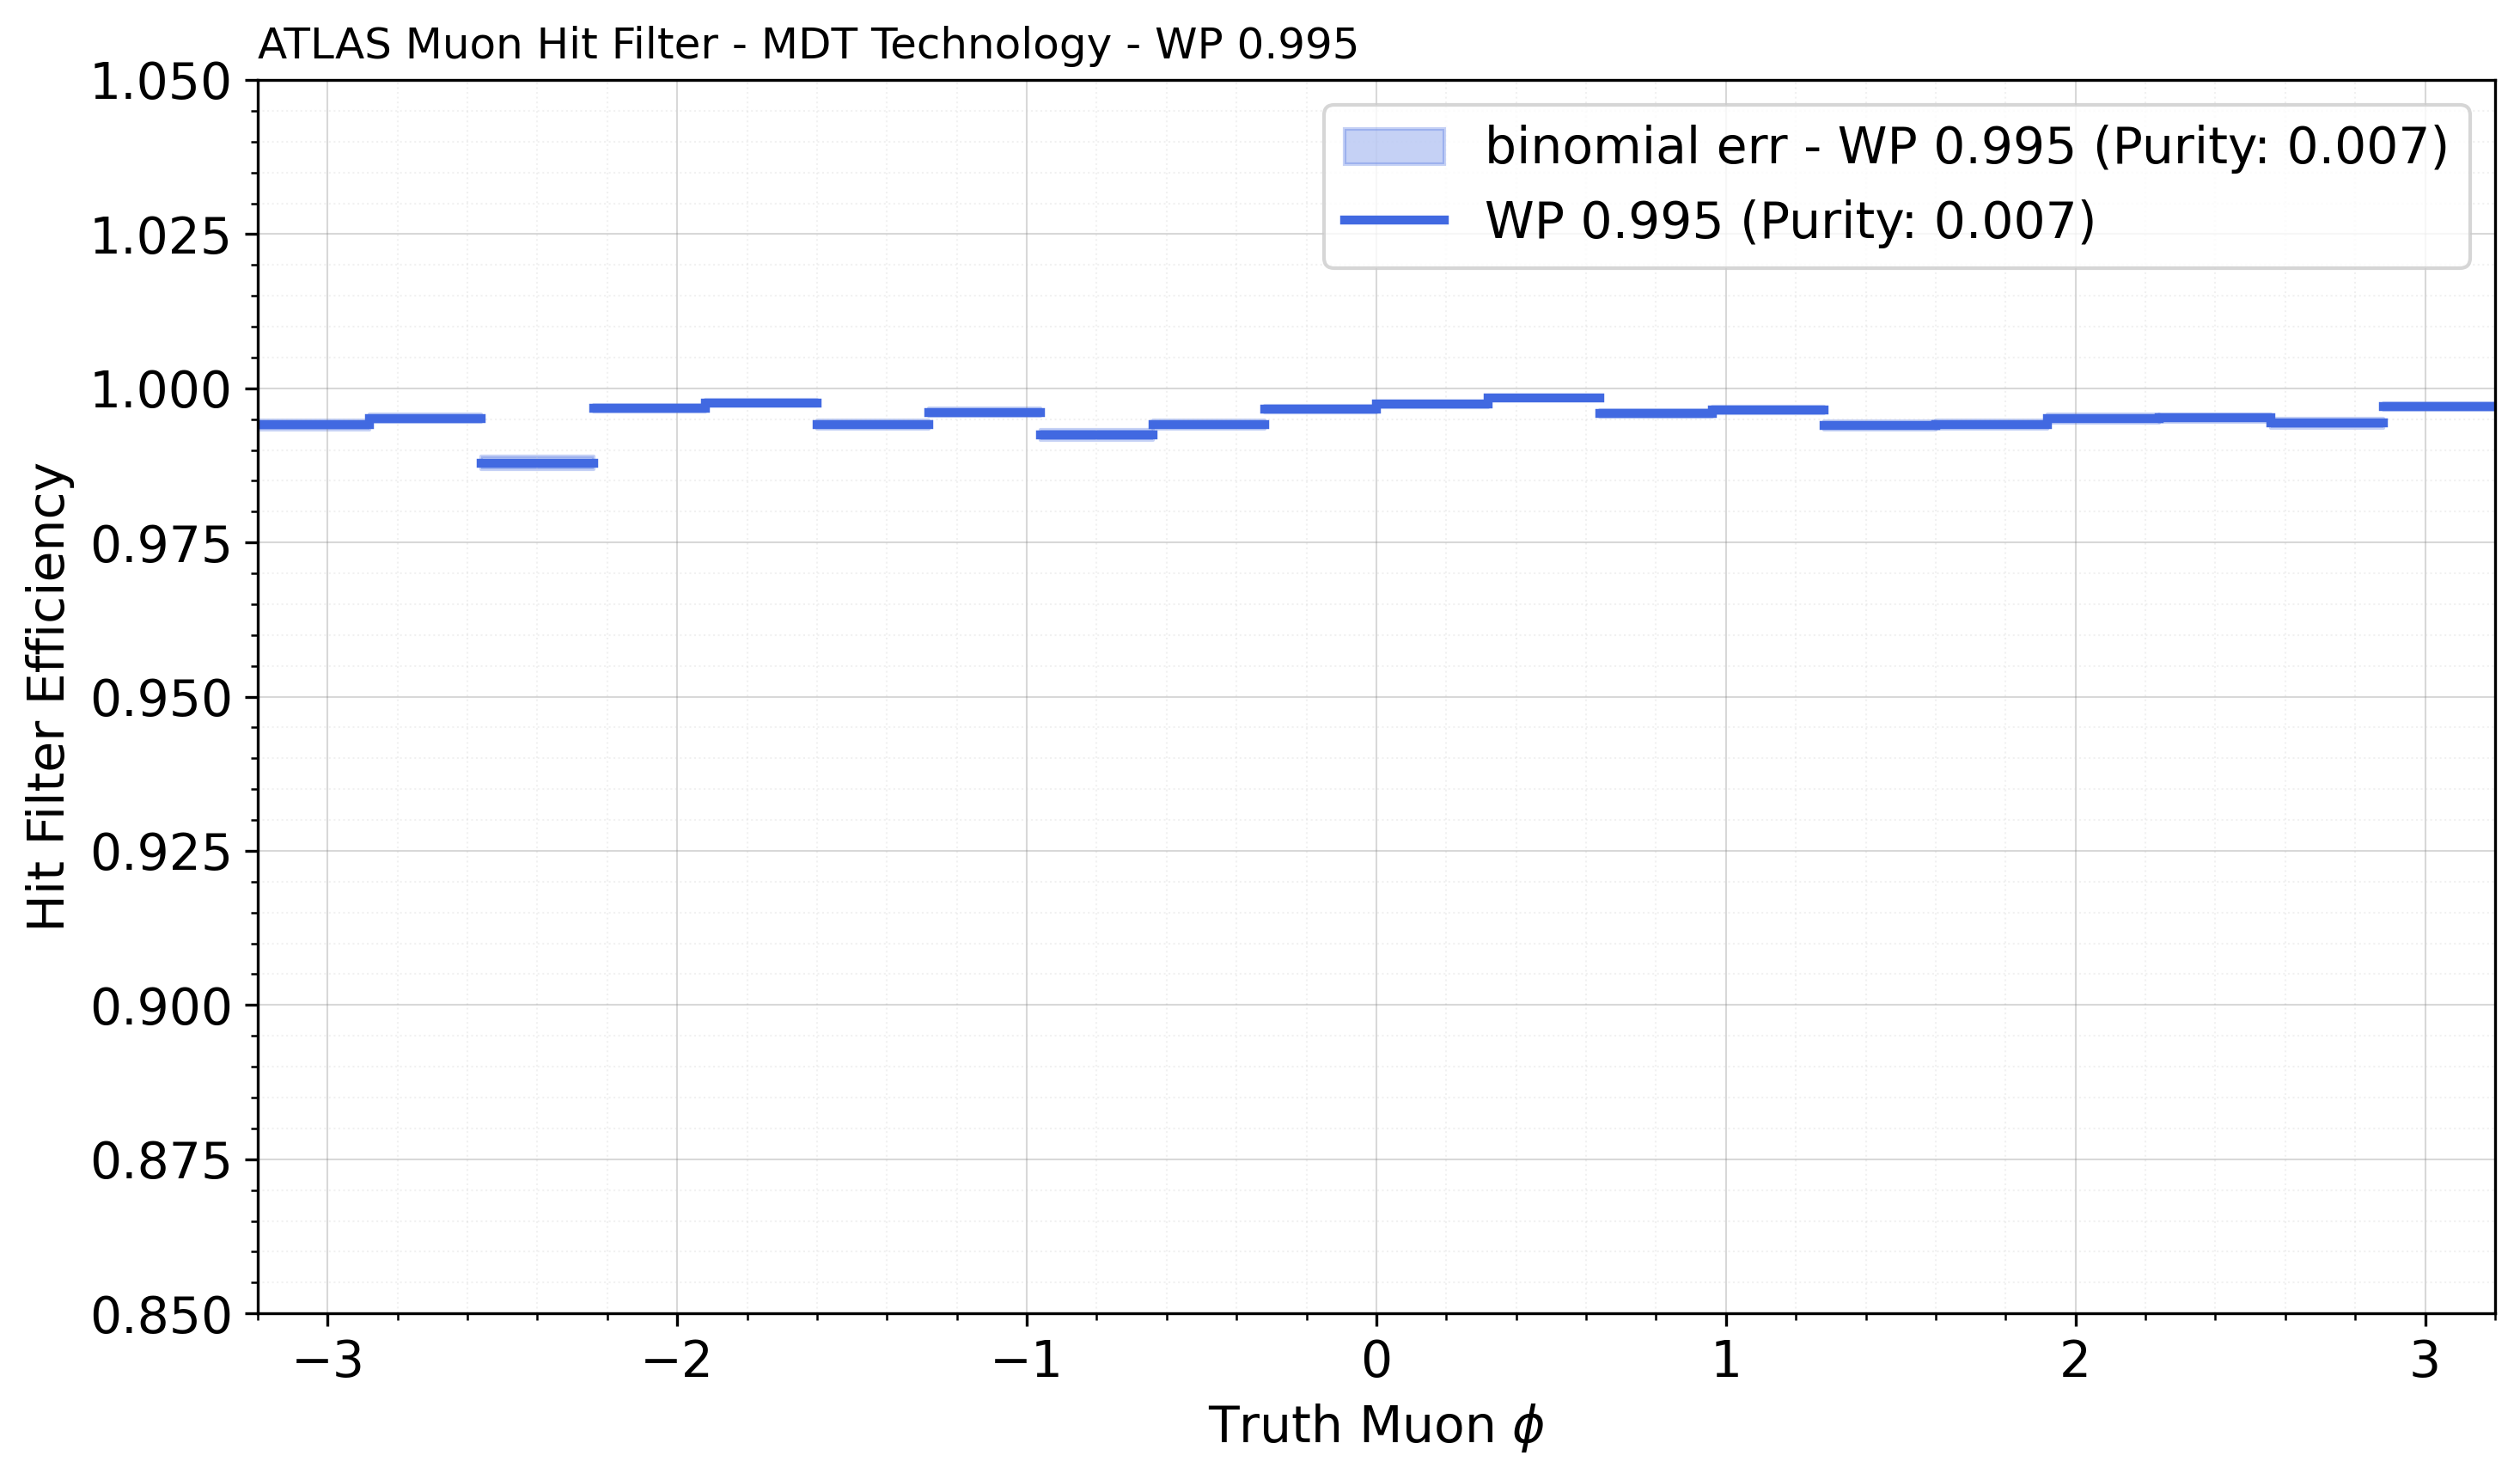 ATLAS Muon Hit Filter - MDT Technology - WP 0.995
1.050
1.025
1.000
0.975
0.950
0.925
0.900
0.875
0.850
Hit Filter Efficiency
binomial err - WP 0.995 (Purity: 0.007)
WP 0.995 (Purity: 0.007)
−3 −2 −1 0 1 2 3
Truth Muon ϕ